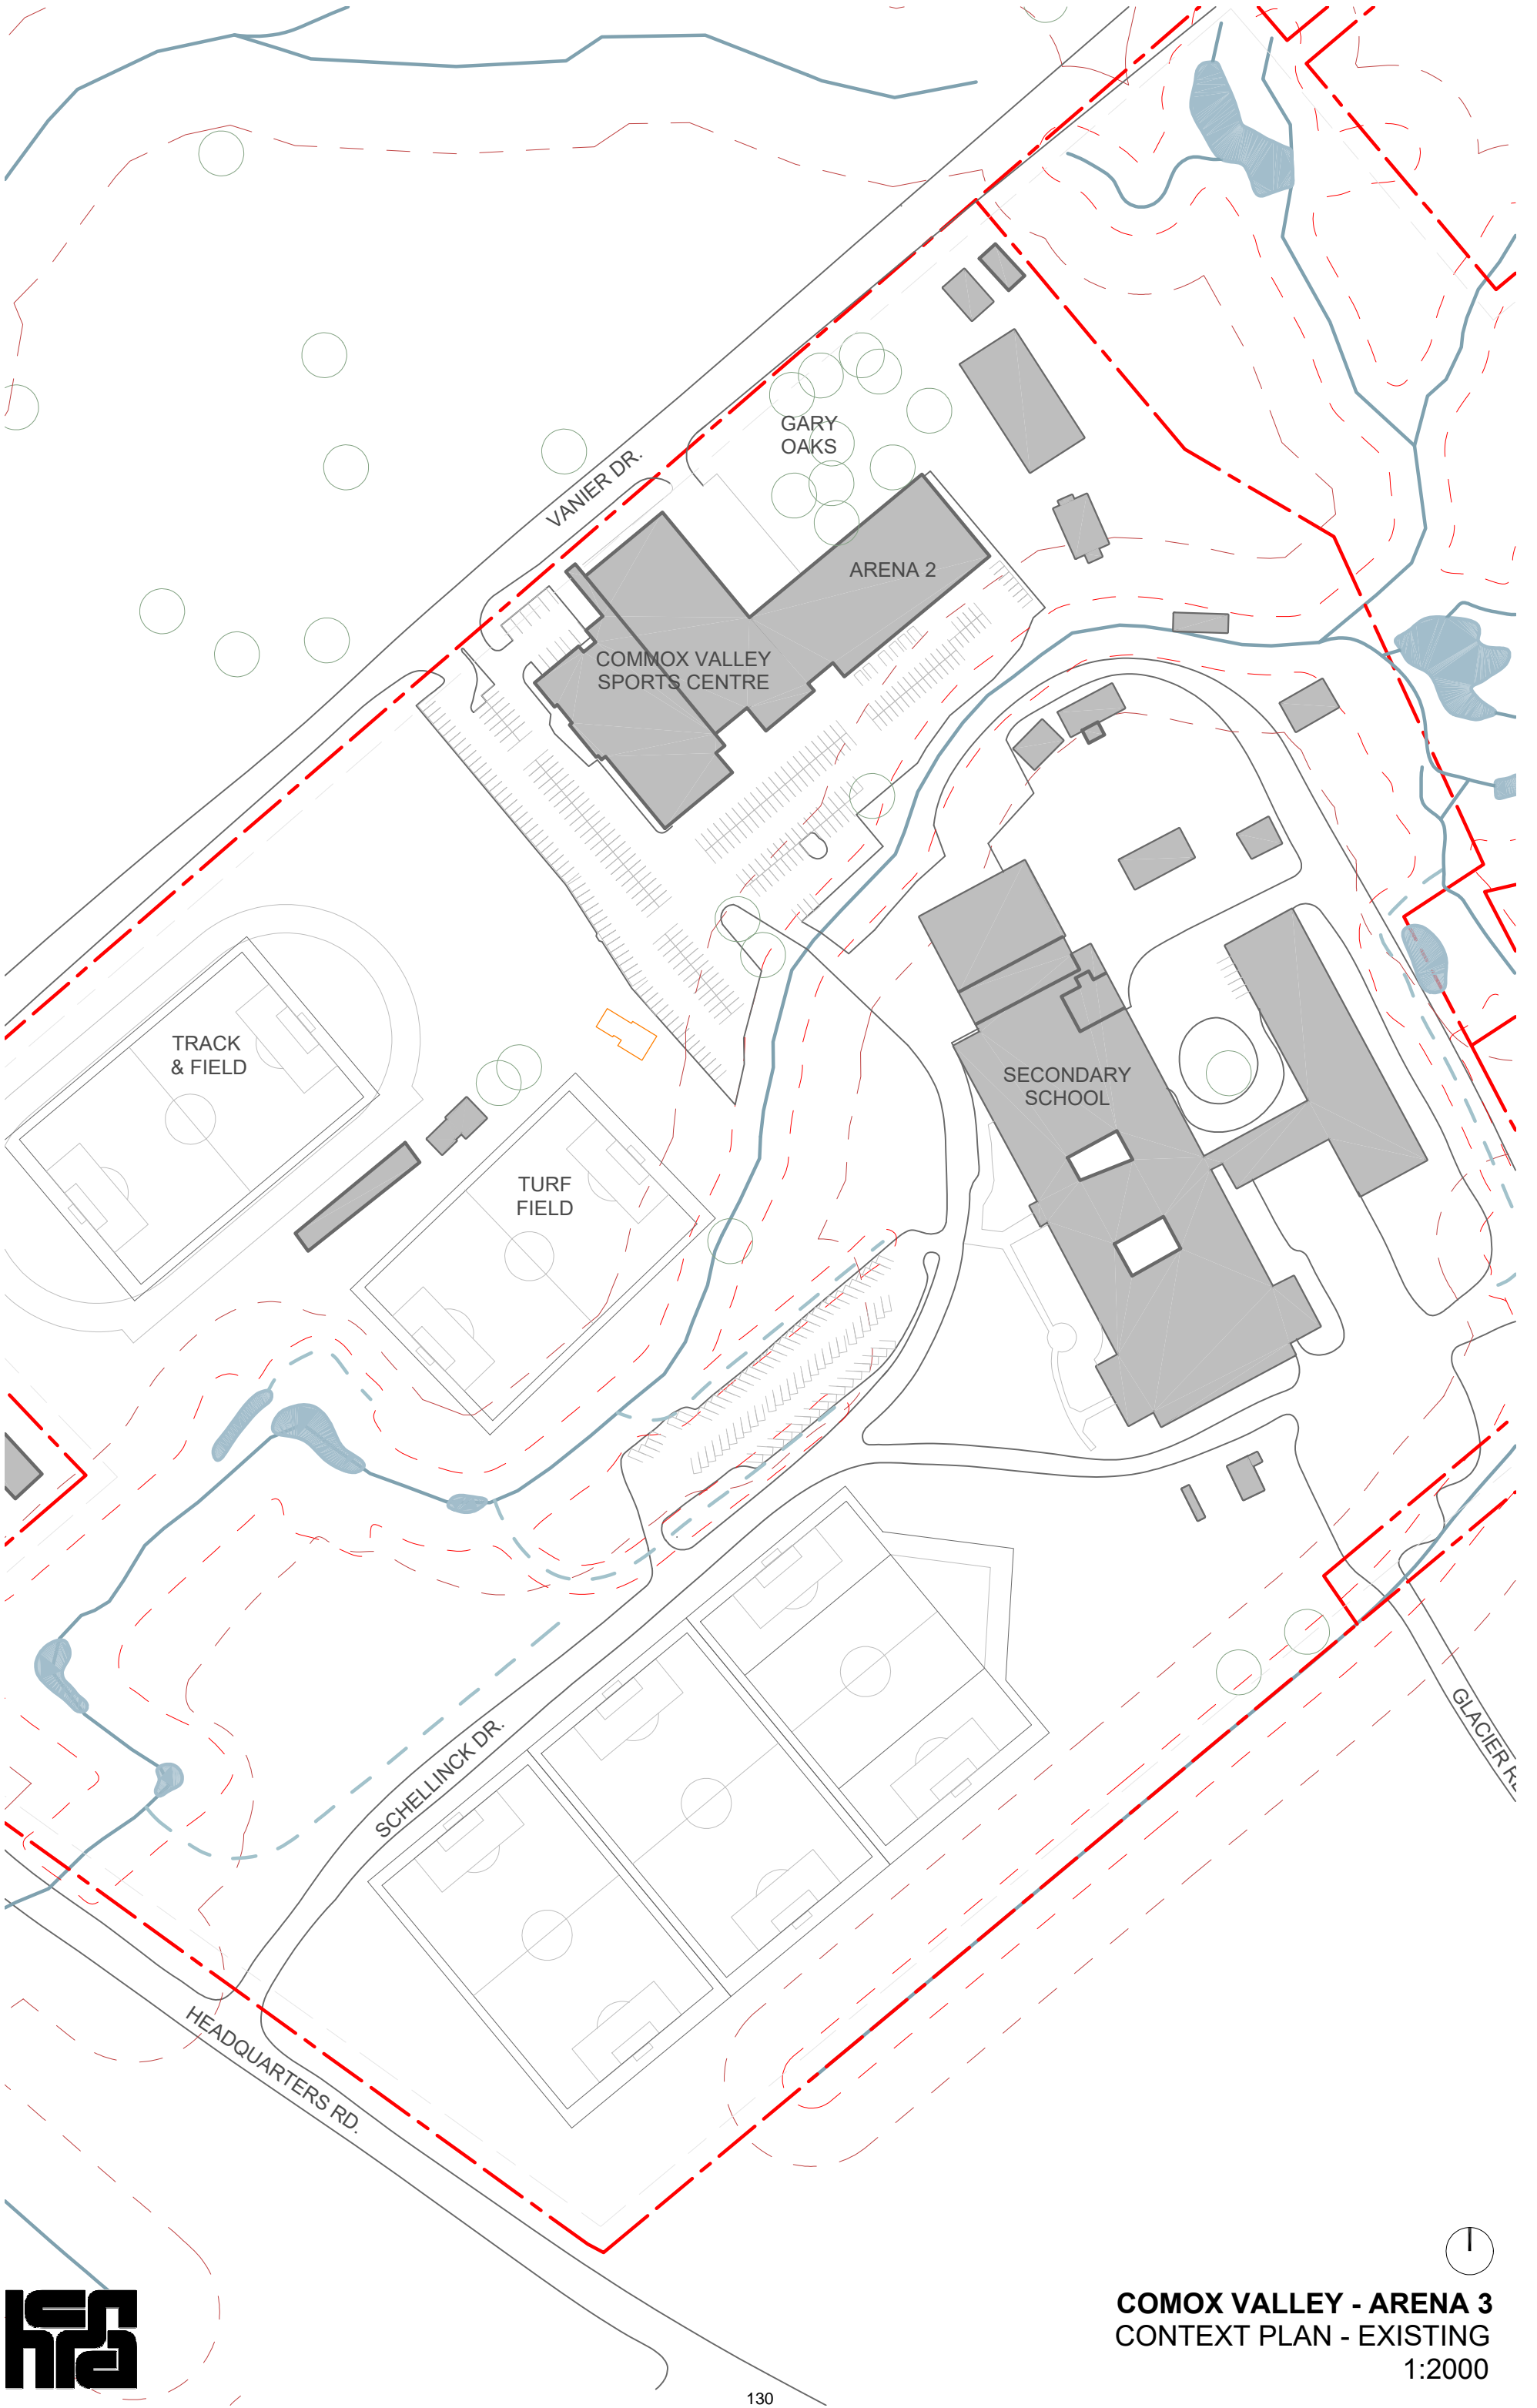 GARY
OAKS
VANIER DR.
ARENA 2
COMMOX VALLEY
SPORTS CENTRE
TRACK
& FIELD
SECONDARY
SCHOOL
TURF
FIELD
GLACIER
SCHELLINCK DR.
HEADQUARTERS RD.
COMOX VALLEY - ARENA 3
CONTEXT PLAN - EXISTING
1:2000
130